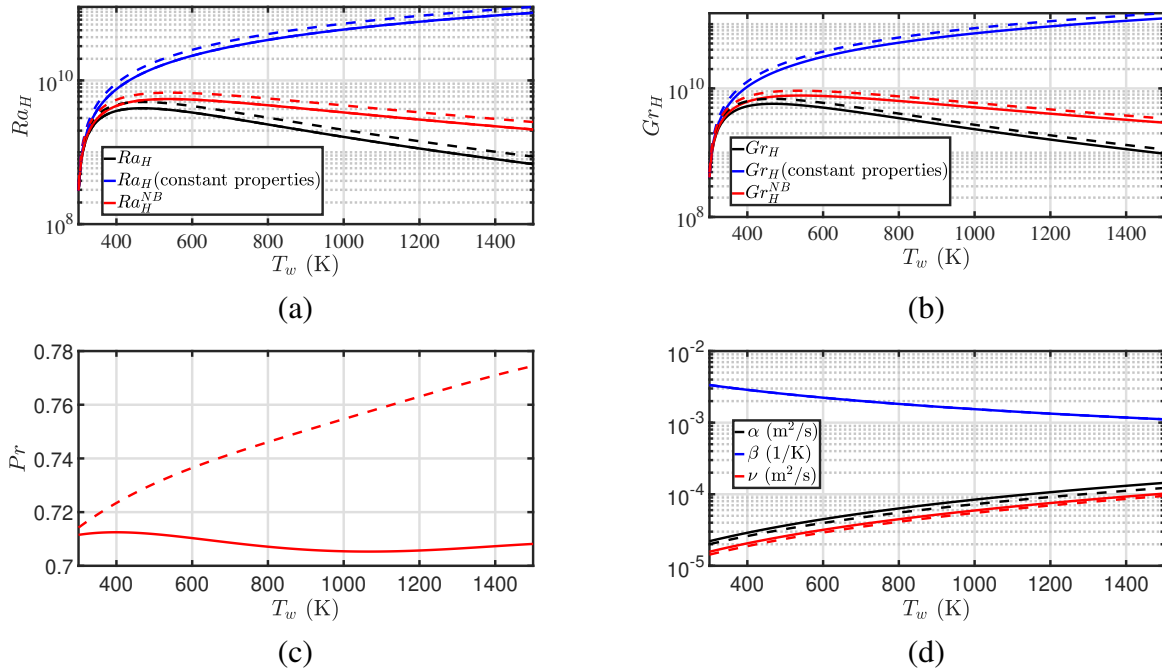 10^10
10^8
Ra_H
Ra_H
Ra_H(constant properties)
Ra_H^NB
400 600 800 1000 1200 1400
T_w (K)
(a)
10^10
10^8
Gr_H
Gr_H
Gr_H(constant properties)
Gr_H^NB
400 600 800 1000 1200 1400
T_w (K)
(b)
0.78
0.76
0.74
0.72
0.7
Pr
400 600 800 1000 1200 1400
T_w (K)
(c)
10^-2
10^-3
10^-4
10^-5
α (m²/s)
β (1/K)
ν (m²/s)
400 600 800 1000 1200 1400
T_w (K)
(d)